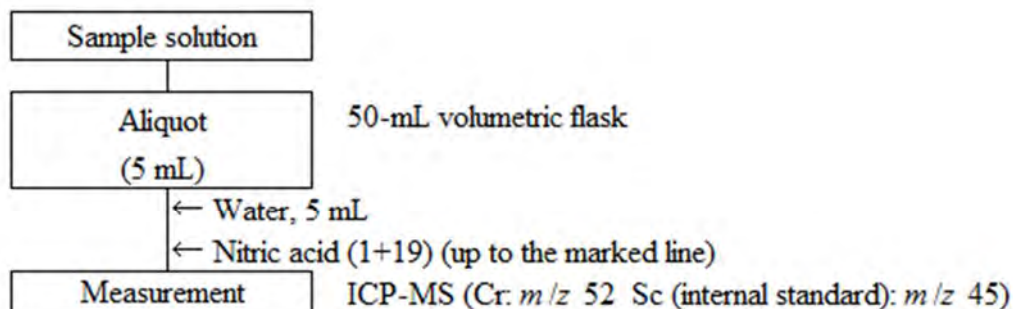 Sample solution
Aliquot
(5 mL)
50-mL volumetric flask
← Water, 5 mL
← Nitric acid (1+19) (up to the marked line)
Measurement
ICP-MS (Cr: m/z 52 Sc (internal standard): m/z 45)